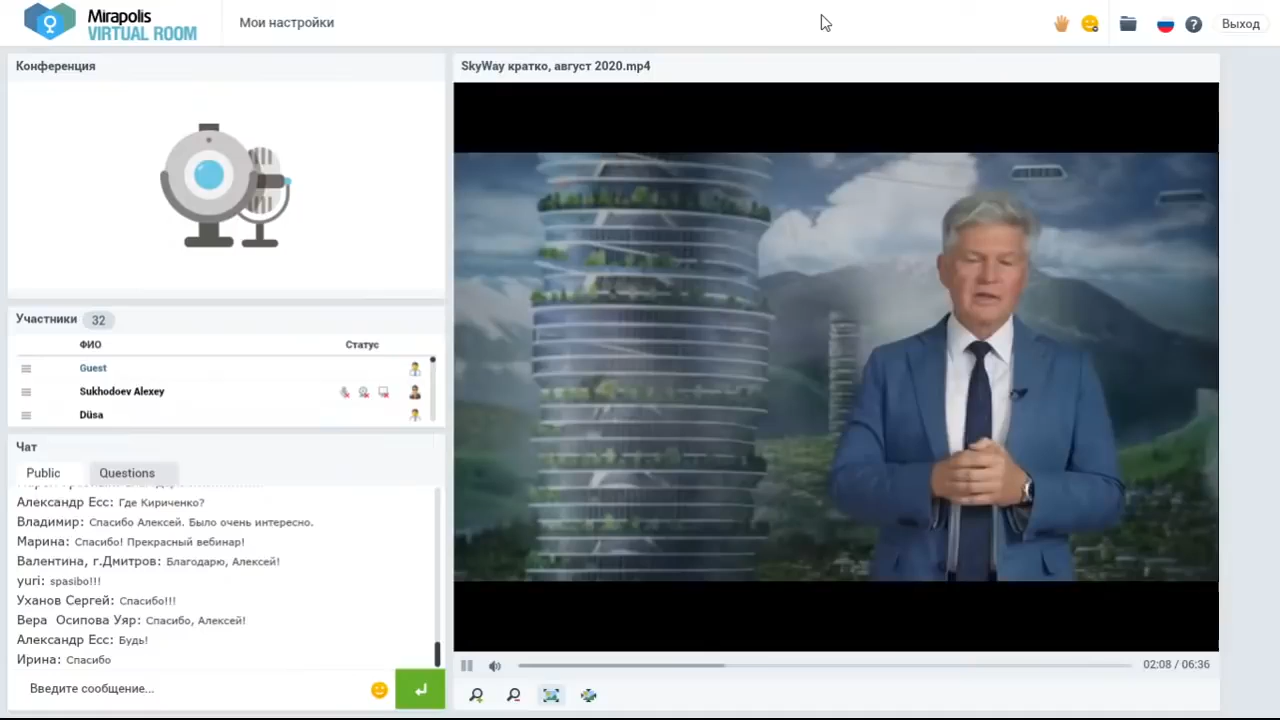 Mirapolis
VIRTUAL ROOM
Мои настройки
Выход
Конференция
SkyWay кратко, август 2020.mp4
Участники 32
ФИО Статус
Guest
Sukhodoev Alexey
Düsa
Чат
Public Questions
Александр Есс: Где Кириченко?
Владимир: Спасибо Алексей. Было очень интересно.
Марина: Спасибо! Прекрасный вебинар!
Валентина, г.Дмитров: Благодарю, Алексей!
yuri: spasibo!!!
Уханов Сергей: Спасибо!!!
Вера Осипова Уяр: Спасибо, Алексей!
Александр Есс: Будь!
Ирина: Спасибо
Введите сообщение...
02:08 / 06:36